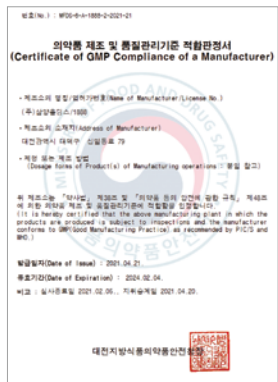 번호(No.) : MFDS-6-A-1888-2-2021-21
의약품 제조 및 품질관리기준 적합판정서
(Certificate of GMP Compliance of a Manufacturer)
- 제조소의 명칭/업허가번호(Name of Manufacturer/License No.)
(주)삼양홀딩스/1888
- 제조소의 소재지(Address of Manufacturer)
대전광역시 대덕구 신일동로 79
- 제형 또는 제조 방법
(Dosage forms of Product(s) of Manufacturing operations : 붙임 참고)
위 제조소는 「약사법」 제38조 및 「의약품 등의 안전에 관한 규칙」 제48조
에 의한 의약품 제조 및 품질관리기준에 적합함을 인정합니다.
(It is hereby certified that the above manufacturing plant in which the
products are produced is subject to inspections and the manufacturer
conforms to GMP(Good Manufacturing Practice) as recommended by PIC/S and
WHO.)
발급일자(Date of Issue) : 2021.04.21.
유효기간(Date of Expiration) : 2024.02.04.
비고 : 실사종료일 2021.02.05., 지위승계일 2021.04.20.
대전지방식품의약품안전청장